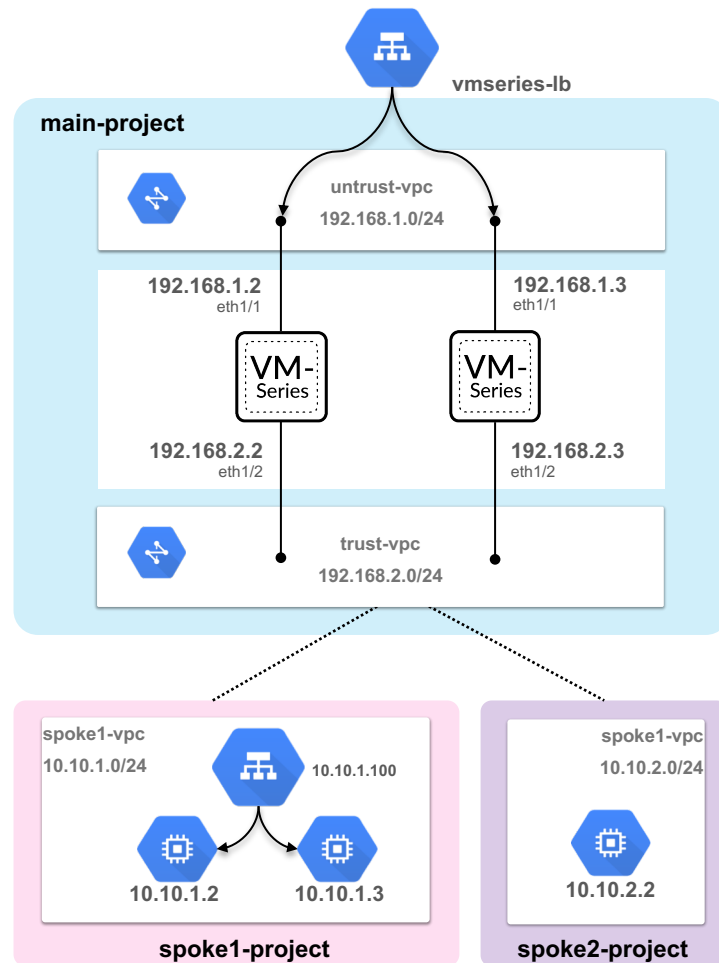 vmseries-lb
main-project
untrust-vpc
192.168.1.0/24
192.168.1.2
eth1/1
192.168.1.3
eth1/1
VM-
Series
VM-
Series
192.168.2.2
eth1/2
192.168.2.3
eth1/2
trust-vpc
192.168.2.0/24
spoke1-vpc
10.10.1.0/24
10.10.1.100
10.10.1.2
10.10.1.3
spoke1-project
spoke1-vpc
10.10.2.0/24
10.10.2.2
spoke2-project